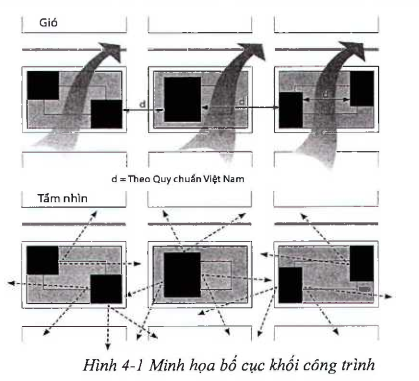 Gió
d
d
d
d = Theo Quy chuẩn Việt Nam
Tầm nhìn
Hình 4-1 Minh họa bố cục khối công trình